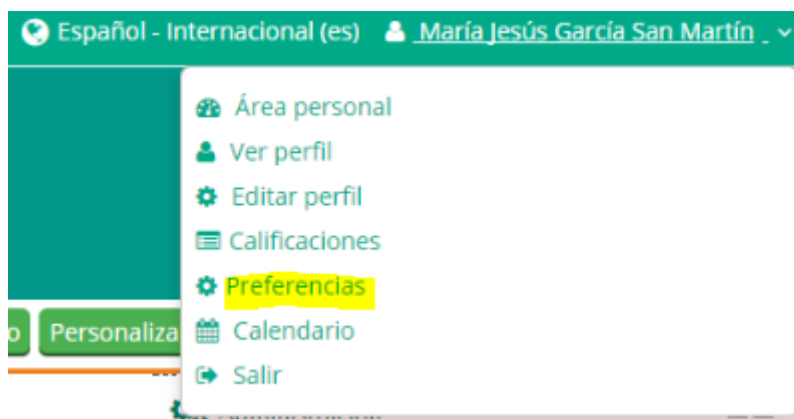 Español - Internacional (es) María Jesús García San Martín
Área personal
Ver perfil
Editar perfil
Calificaciones
Preferencias
Personaliza Calendario
Salir